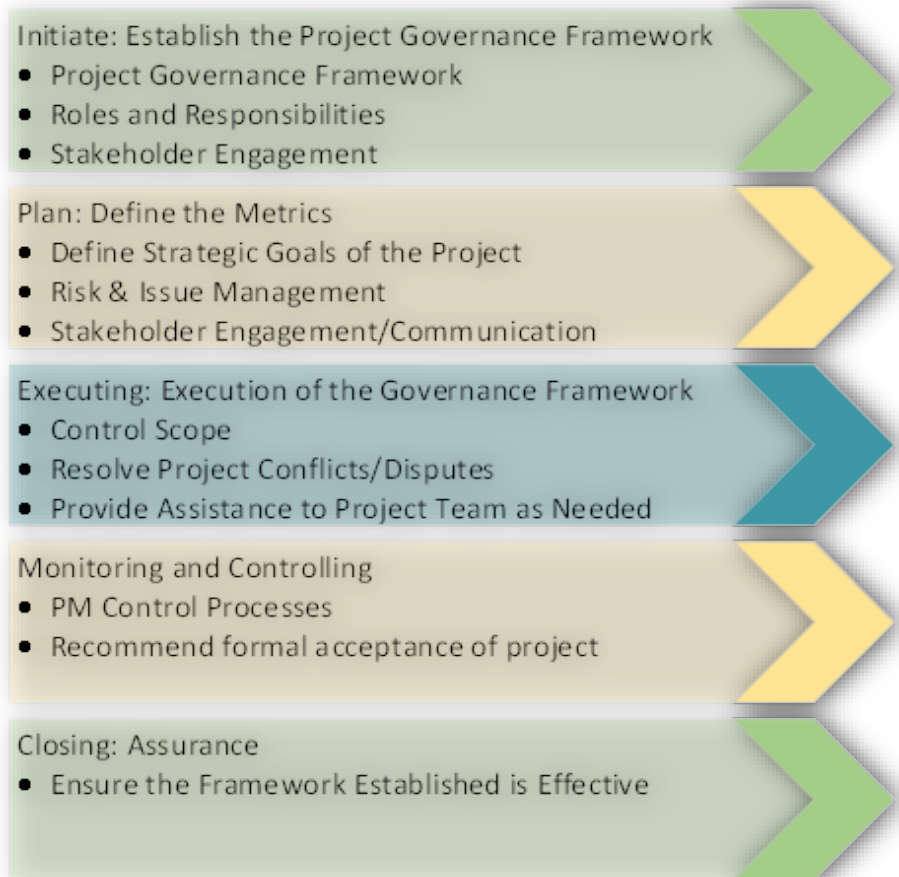 Initiate: Establish the Project Governance Framework
• Project Governance Framework
• Roles and Responsibilities
• Stakeholder Engagement
Plan: Define the Metrics
• Define Strategic Goals of the Project
• Risk & Issue Management
• Stakeholder Engagement/Communication
Executing: Execution of the Governance Framework
• Control Scope
• Resolve Project Conflicts/Disputes
• Provide Assistance to Project Team as Needed
Monitoring and Controlling
• PM Control Processes
• Recommend formal acceptance of project
Closing: Assurance
• Ensure the Framework Established is Effective